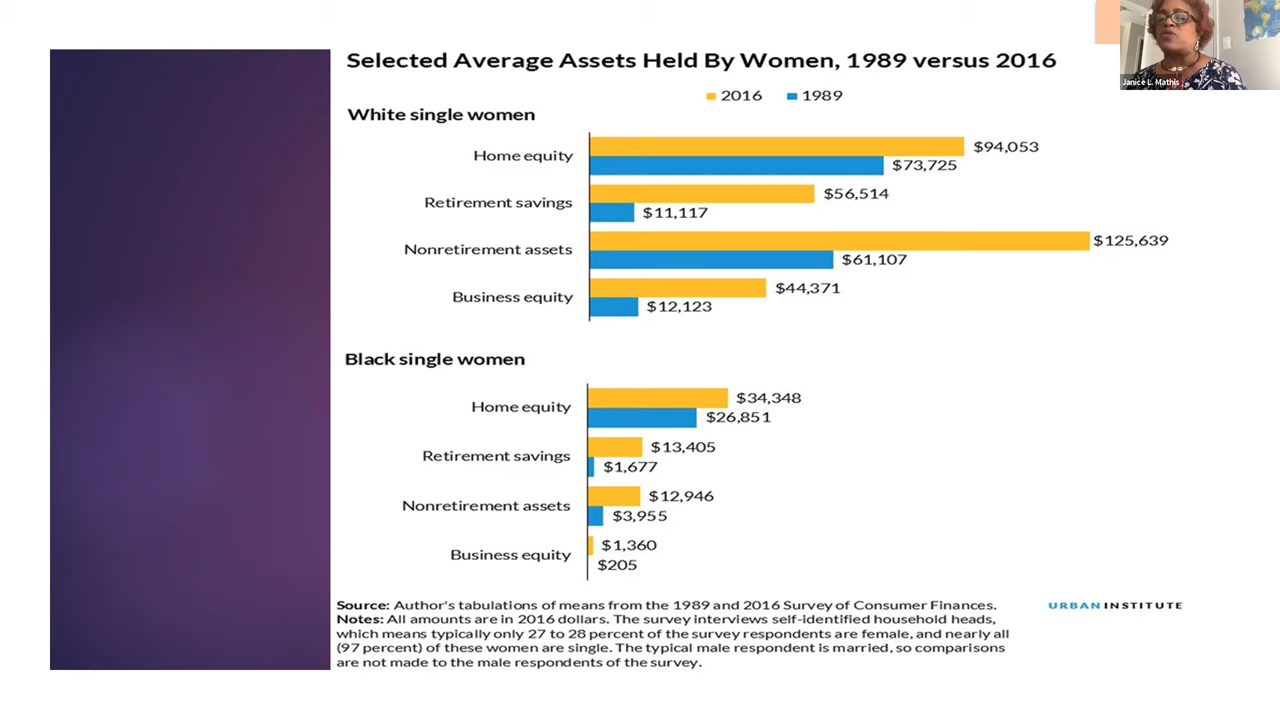 Selected Average Assets Held By Women, 1989 versus 2016
2016 1989
White single women
Home equity $94,053
$73,725
Retirement savings $56,514
$11,117
Nonretirement assets $125,639
$61,107
Business equity $44,371
$12,123
Black single women
Home equity $34,348
$26,851
Retirement savings $13,405
$1,677
Nonretirement assets $12,946
$3,955
Business equity $1,360
$205
Source: Author's tabulations of means from the 1989 and 2016 Survey of Consumer Finances.
Notes: All amounts are in 2016 dollars. The survey interviews self-identified household heads,
which means typically only 27 to 28 percent of the survey respondents are female, and nearly all
(97 percent) of these women are single. The typical male respondent is married, so comparisons
are not made to the male respondents of the survey.
URBAN INSTITUTE
Janice L. Mathis